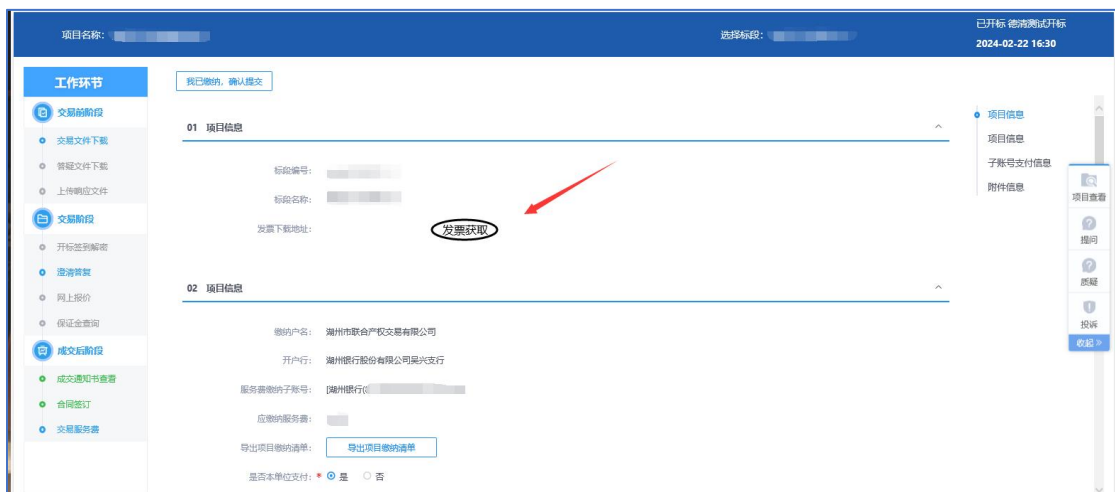 项目名称：
选择标段：
已开标 德清测试开标
2024-02-22 16:30
工作环节
交易前阶段
交易文件下载
答疑文件下载
上传响应文件
交易阶段
开标签到解密
澄清答复
网上报价
保证金查询
成交后阶段
成交通知书查看
合同签订
交易服务费
我已缴纳，确认提交
01 项目信息
标段编号：
标段名称：
发票下载地址：
发票获取
02 项目信息
缴纳户名： 湖州市联合产权交易有限公司
开户行： 湖州银行股份有限公司吴兴支行
服务费缴纳子账号： [湖州银行(
应缴纳服务费：
导出项目缴纳清单： 导出项目缴纳清单
是否本单位支付： * 是 否
项目信息
项目信息
子账号支付信息
附件信息
项目查看
提问
质疑
投诉
收起 »